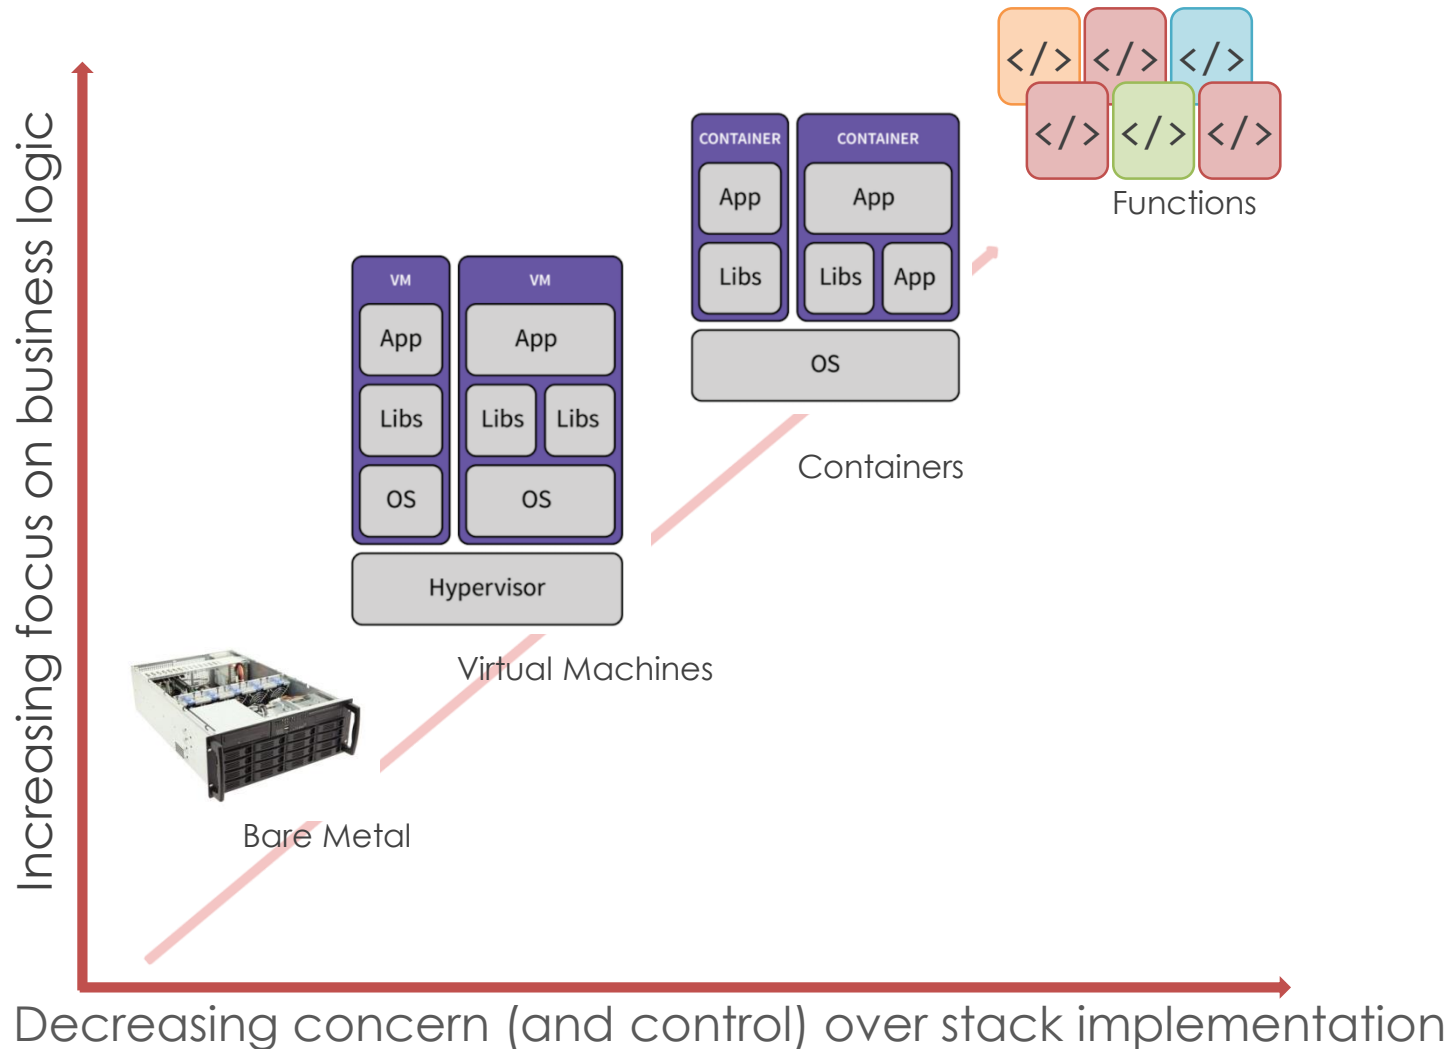 </> </> </>
</> </> </>
Functions
CONTAINER CONTAINER
App App
Libs Libs App
OS
Containers
VM VM
App App
Libs Libs Libs
OS OS
Hypervisor
Virtual Machines
Bare Metal
Increasing focus on business logic
Decreasing concern (and control) over stack implementation